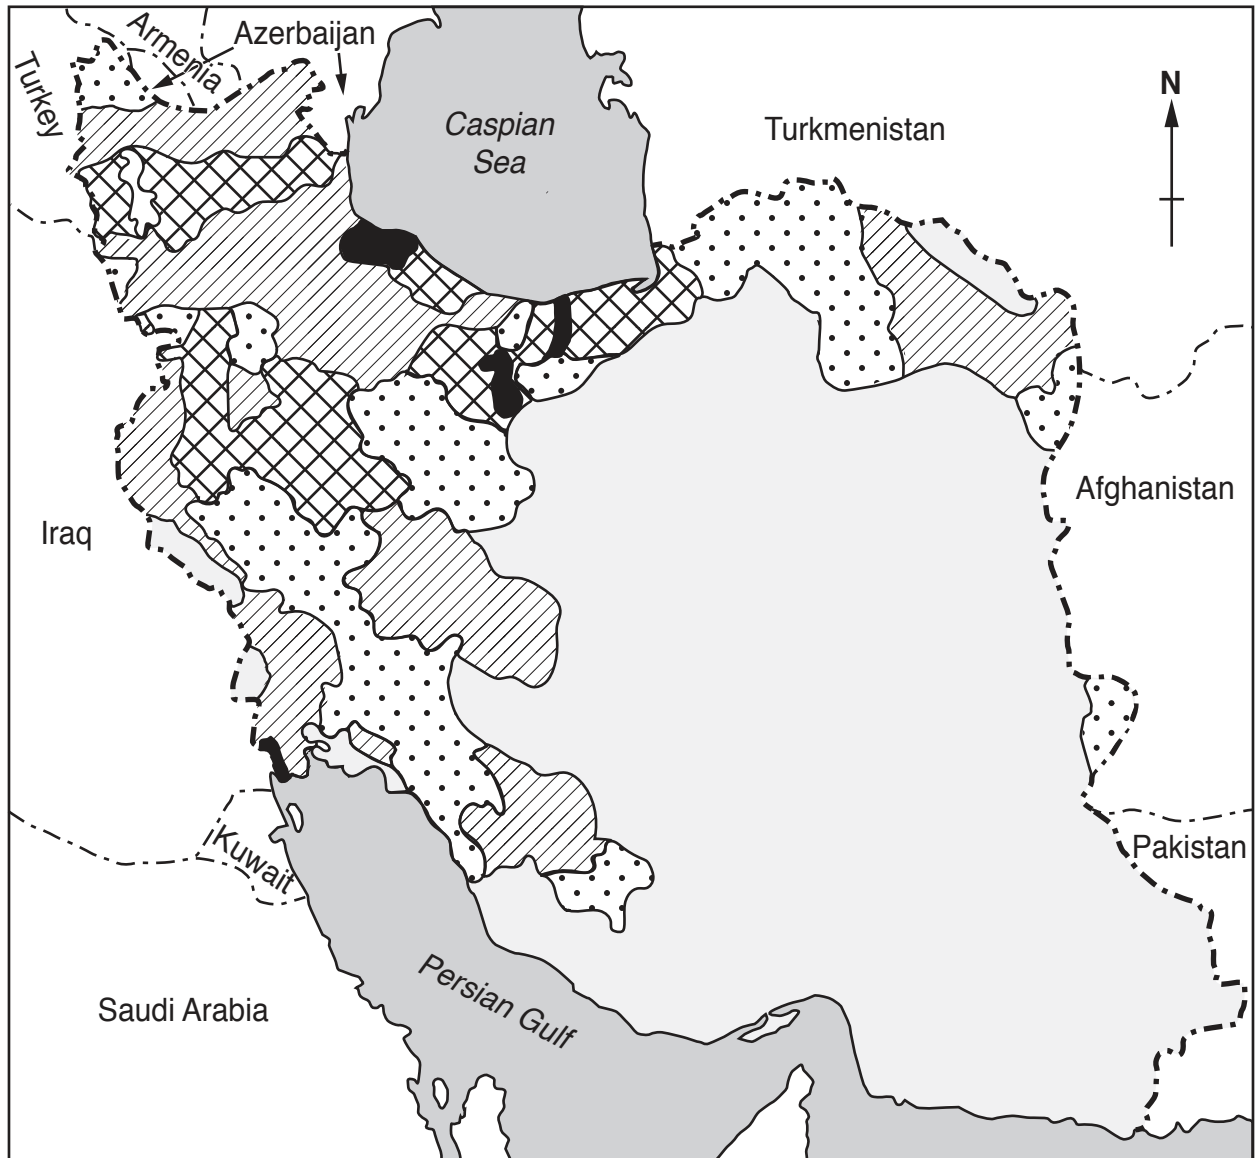 Armenia
Azerbaijan
Turkey
Caspian
Sea
Turkmenistan
N
Iraq
Afghanistan
Kuwait
Pakistan
Saudi Arabia
Persian Gulf